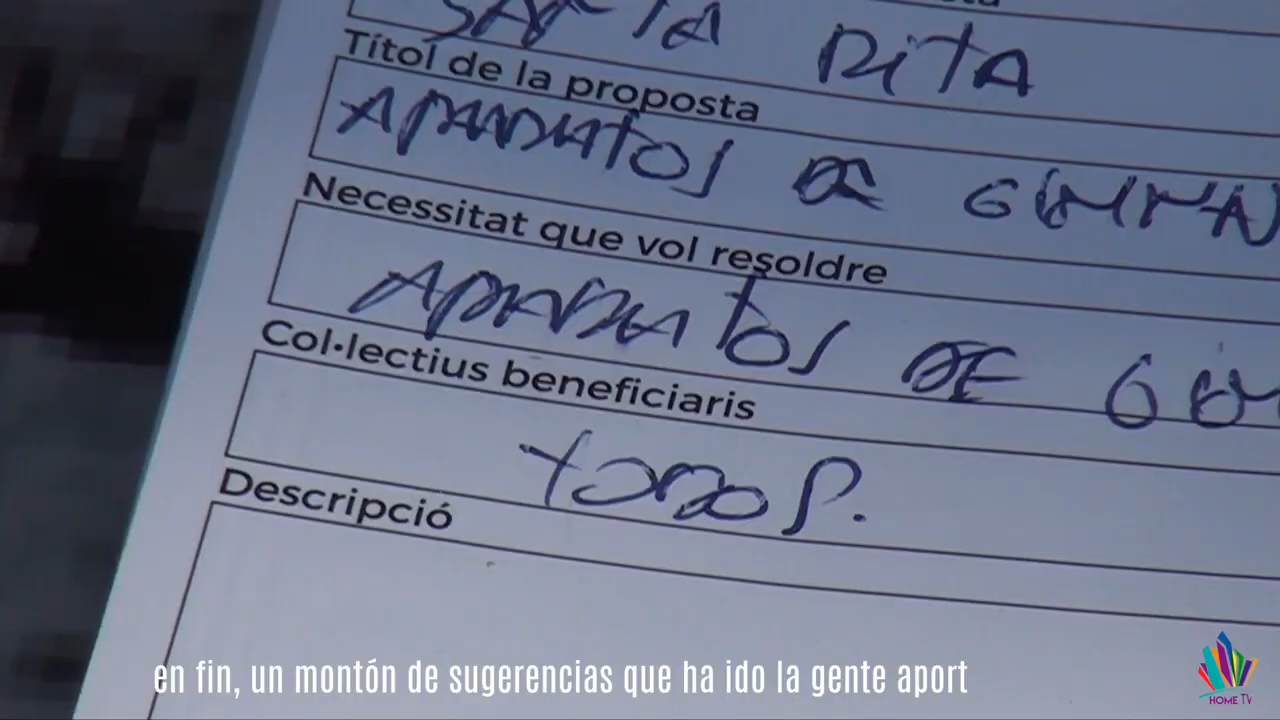 SANTA RITA
Títol de la proposta
APARATOS DE GIMNA
Necessitat que vol resoldre
APARATOS DE GIM
Col·lectius beneficiaris
TODOS.
Descripció
en fin, un montón de sugerencias que ha ido la gente aport
HOME TV